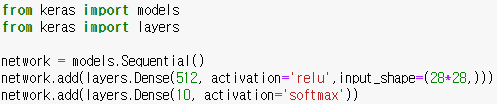 from keras import models
from keras import layers
network = models.Sequential()
network.add(layers.Dense(512, activation='relu',input_shape=(28*28,)))
network.add(layers.Dense(10, activation='softmax'))